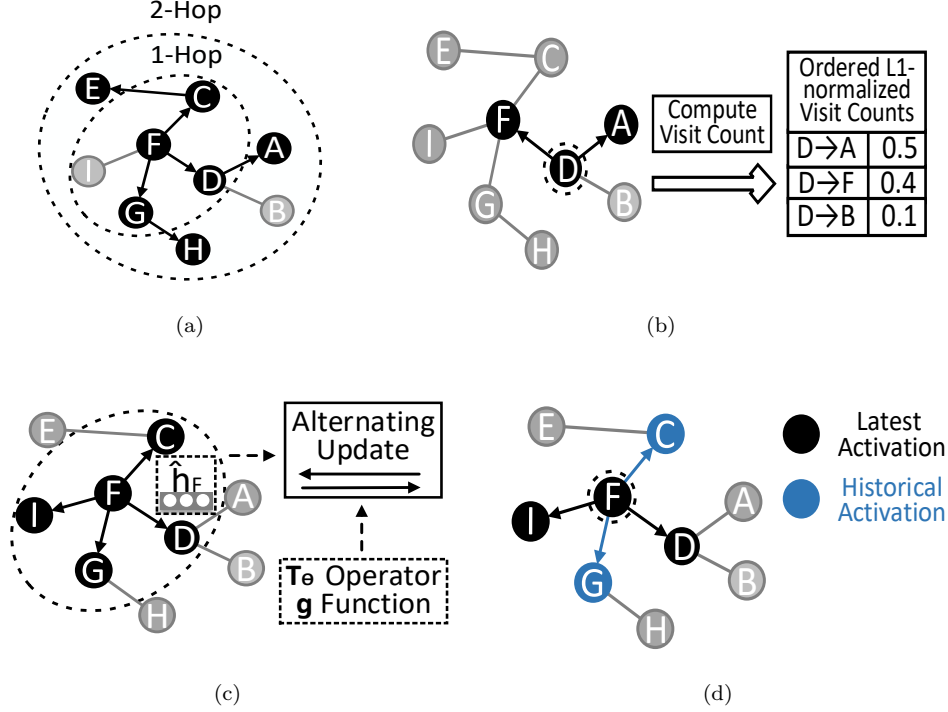 2-Hop
1-Hop
E
C
F
A
I
D
G
B
H
(a)
E
C
F
A
I
D
G
B
H
Compute
Visit Count
Ordered L1-
normalized
Visit Counts
D→A 0.5
D→F 0.4
D→B 0.1
(b)
E
C
F
ĥF
A
I
D
G
B
H
Alternating
Update
Tθ Operator
g Function
(c)
E
C
F
A
I
D
G
B
H
Latest
Activation
Historical
Activation
(d)